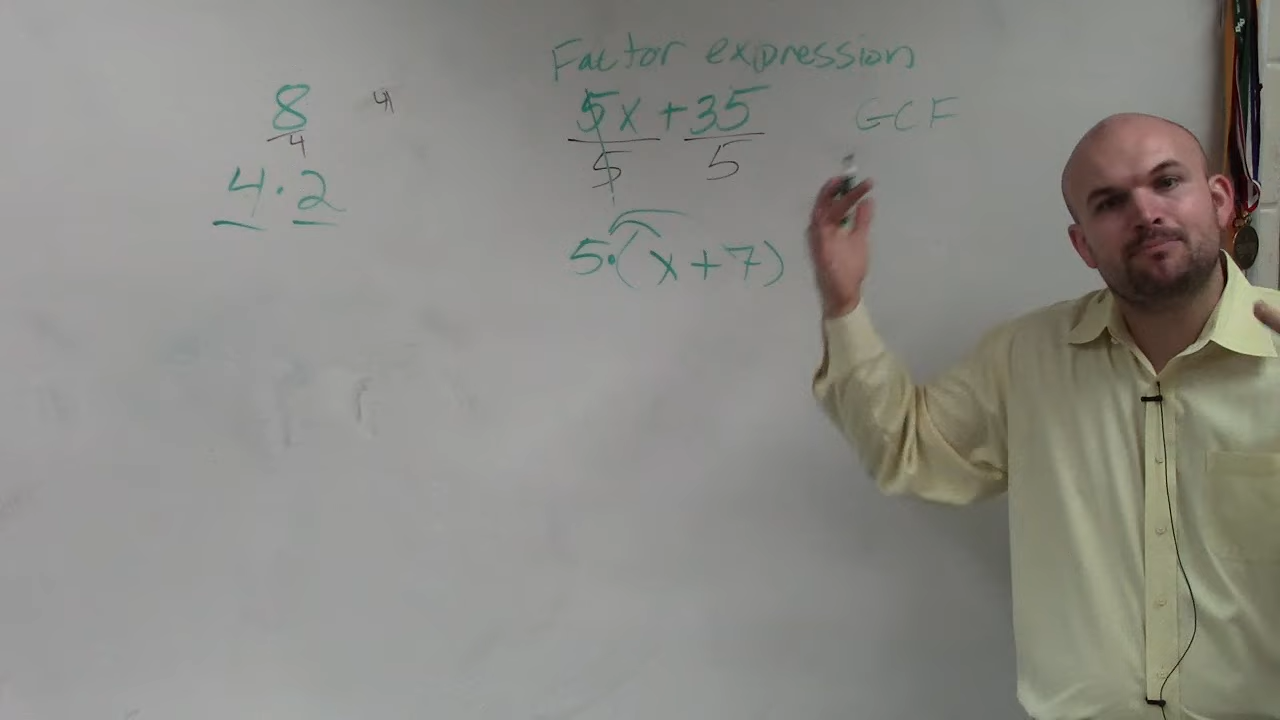 8
4
4
4 · 2
Factor expression
5x + 35
5 5
GCF
5 · (x + 7)